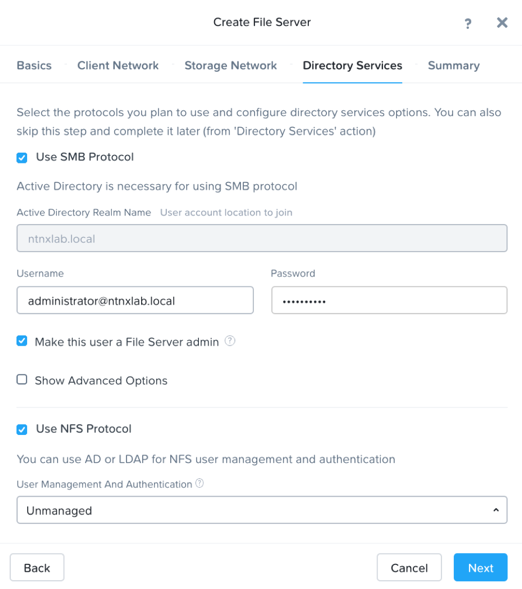 Create File Server
?
Basics Client Network Storage Network Directory Services Summary
Select the protocols you plan to use and configure directory services options. You can also
skip this step and complete it later (from 'Directory Services' action)
Use SMB Protocol
Active Directory is necessary for using SMB protocol
Active Directory Realm Name User account location to join
ntnxlab.local
Username Password
administrator@ntnxlab.local ••••••••••
Make this user a File Server admin ?
Show Advanced Options
Use NFS Protocol
You can use AD or LDAP for NFS user management and authentication
User Management And Authentication ?
Unmanaged
Back Cancel Next